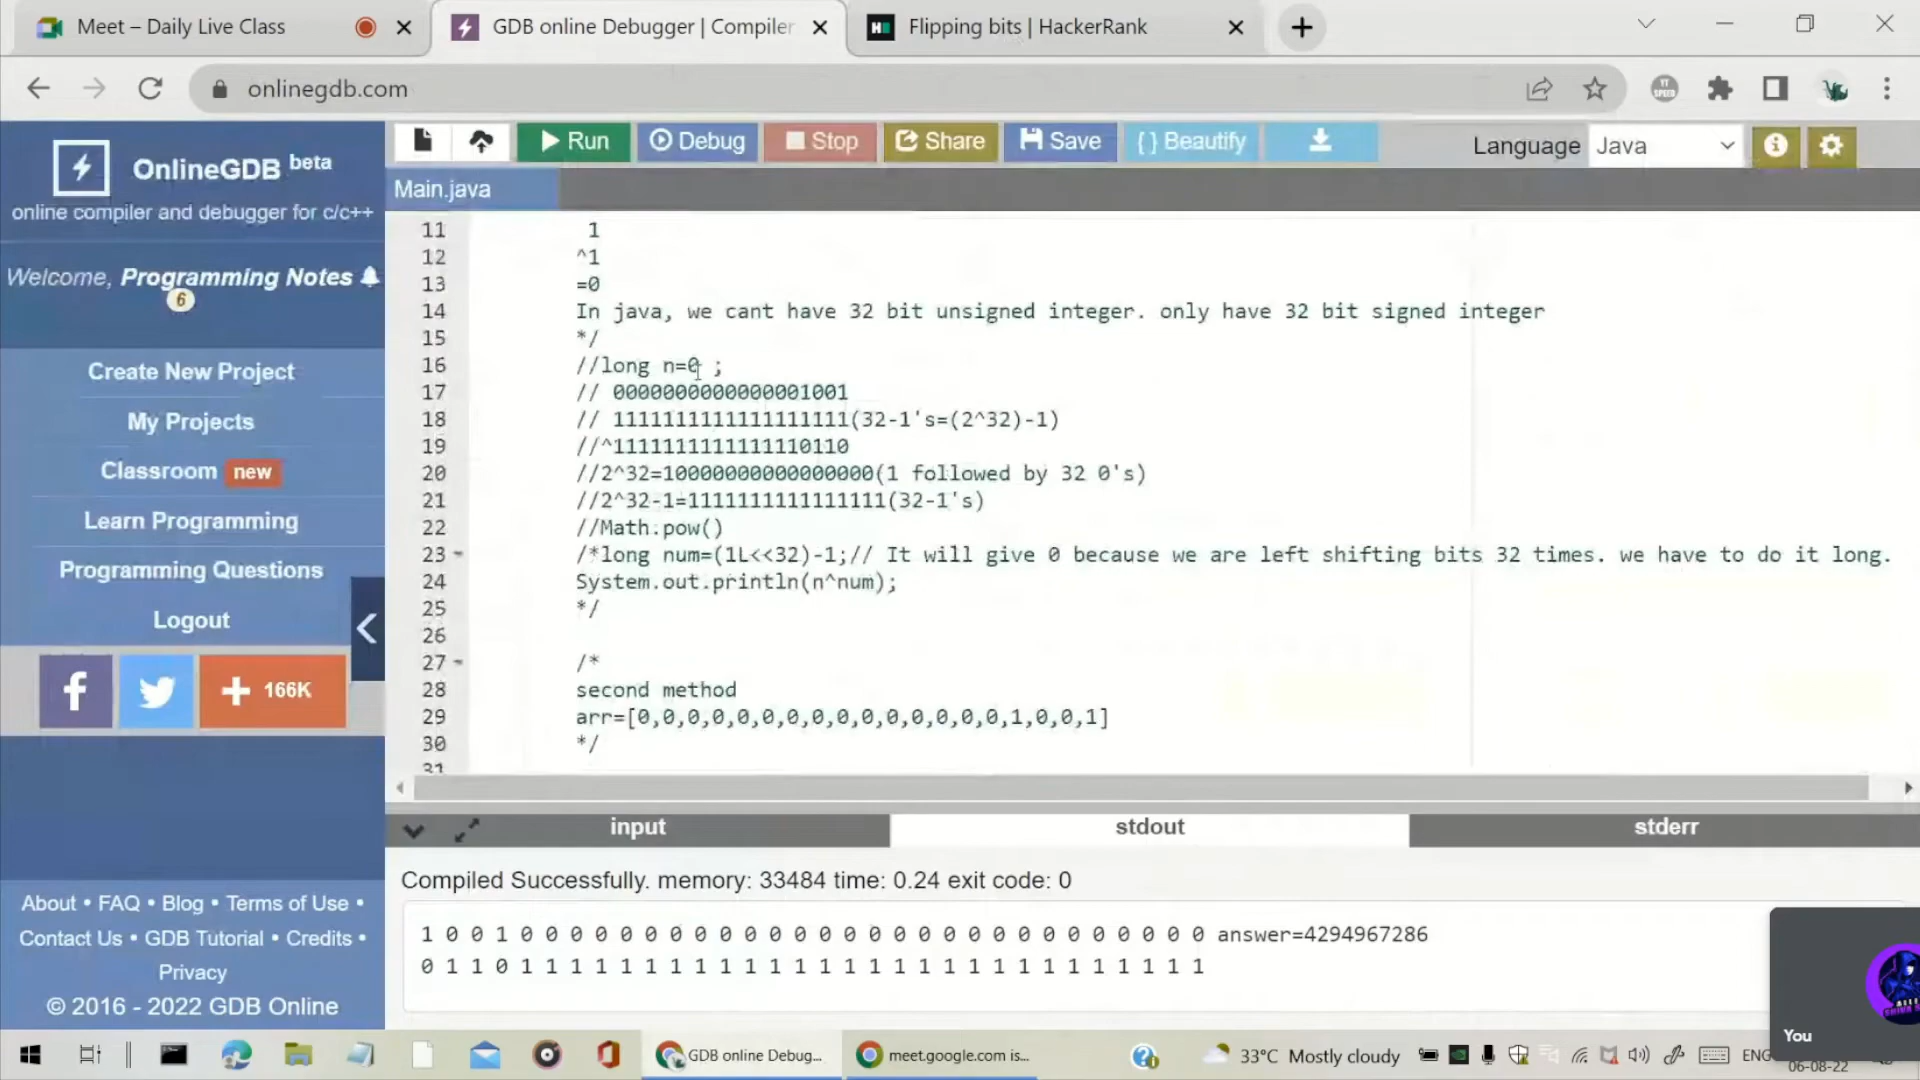 Meet – Daily Live Class
GDB online Debugger | Compiler
Flipping bits | HackerRank
onlinegdb.com
OnlineGDB beta
online compiler and debugger for c/c++
Welcome, Programming Notes
6
Create New Project
My Projects
Classroom new
Learn Programming
Programming Questions
Logout
166K
About • FAQ • Blog • Terms of Use •
Contact Us • GDB Tutorial • Credits •
Privacy
© 2016 - 2022 GDB Online
Run
Debug
Stop
Share
Save
{} Beautify
Language Java
Main.java
11 1
12 ^1
13 =0
14 In java, we cant have 32 bit unsigned integer. only have 32 bit signed integer
15 */
16 //long n=0 ;
17 // 0000000000000001001
18 // 1111111111111111111(32-1's=(2^32)-1)
19 //^1111111111111110110
20 //2^32=10000000000000000(1 followed by 32 0's)
21 //2^32-1=1111111111111111(32-1's)
22 //Math.pow()
23 /*long num=(1L<<32)-1;// It will give 0 because we are left shifting bits 32 times. we have to do it long.
24 System.out.println(n^num);
25 */
26
27 /*
28 second method
29 arr=[0,0,0,0,0,0,0,0,0,0,0,0,0,0,0,1,0,0,1]
30 */
31
input
stdout
stderr
Compiled Successfully. memory: 33484 time: 0.24 exit code: 0
1 0 0 1 0 0 0 0 0 0 0 0 0 0 0 0 0 0 0 0 0 0 0 0 0 0 0 0 0 0 0 0 answer=4294967286
0 1 1 0 1 1 1 1 1 1 1 1 1 1 1 1 1 1 1 1 1 1 1 1 1 1 1 1 1 1 1 1
You
GDB online Debug...
meet.google.com is...
33°C Mostly cloudy
ENG
06-08-22